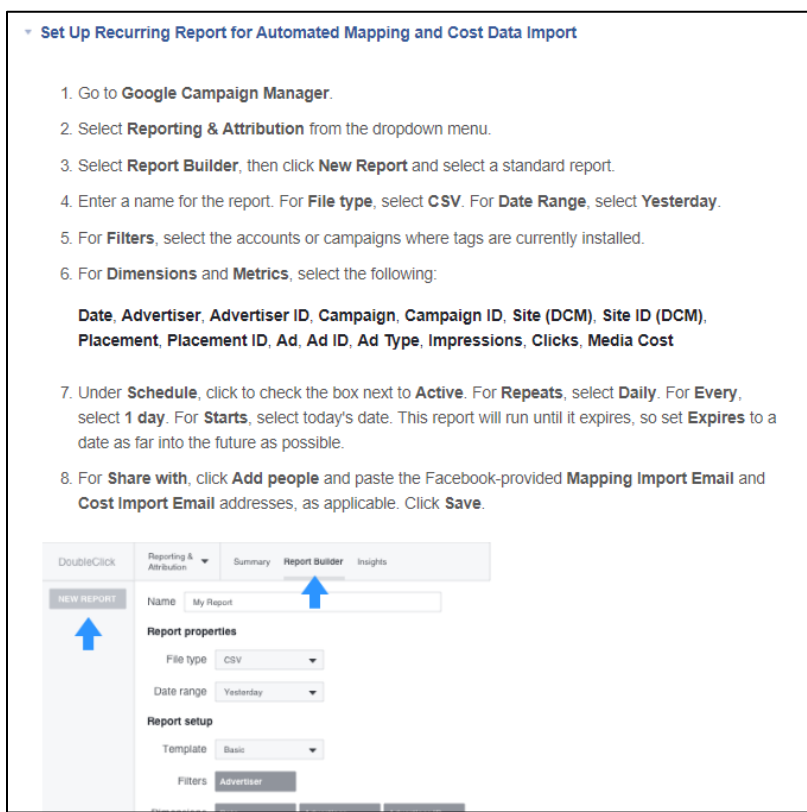 Set Up Recurring Report for Automated Mapping and Cost Data Import
1. Go to Google Campaign Manager.
2. Select Reporting & Attribution from the dropdown menu.
3. Select Report Builder, then click New Report and select a standard report.
4. Enter a name for the report. For File type, select CSV. For Date Range, select Yesterday.
5. For Filters, select the accounts or campaigns where tags are currently installed.
6. For Dimensions and Metrics, select the following:
Date, Advertiser, Advertiser ID, Campaign, Campaign ID, Site (DCM), Site ID (DCM),
Placement, Placement ID, Ad, Ad ID, Ad Type, Impressions, Clicks, Media Cost
7. Under Schedule, click to check the box next to Active. For Repeats, select Daily. For Every,
select 1 day. For Starts, select today's date. This report will run until it expires, so set Expires to a
date as far into the future as possible.
8. For Share with, click Add people and paste the Facebook-provided Mapping Import Email and
Cost Import Email addresses, as applicable. Click Save.
DoubleClick
Reporting &
Attribution
Summary Report Builder Insights
NEW REPORT
Name My Report
Report properties
File type CSV
Date range Yesterday
Report setup
Template Basic
Filters Advertiser